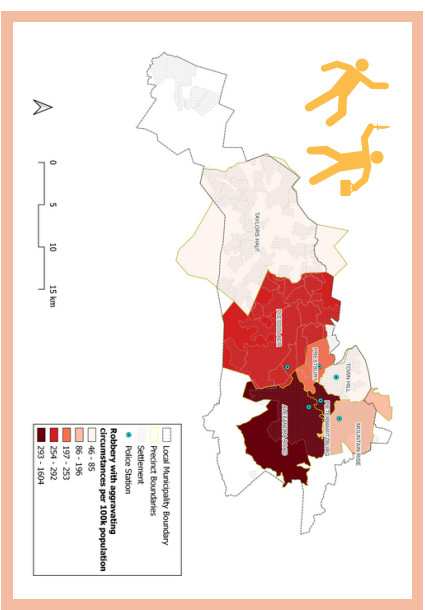 TAYLORS HALT
PLESSISLAER
PRESTBURY
TOWN HILL
PIETERMARITZBURG
MOUNTAIN RISE
ALEXANDRA ROAD
0 5 10 15 km
Local Municipality Boundary
Precinct Boundaries
Settlement
Police Station
Robbery with aggravating
circumstances per 100k population
46 - 85
86 - 196
197 - 253
254 - 292
293 - 1604